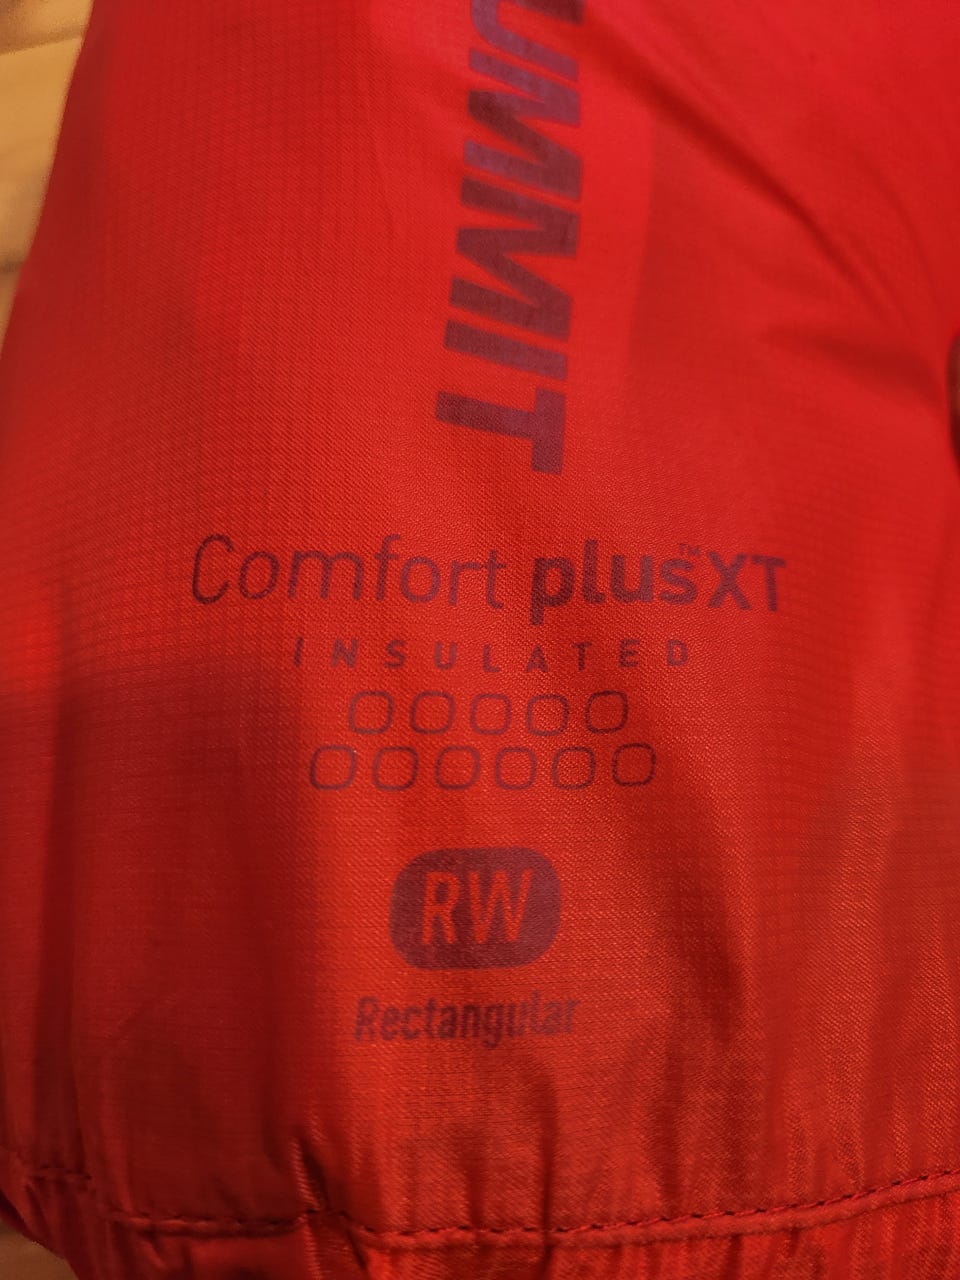 UMMIT
Comfort plus™ XT
INSULATED
RW
Rectangular